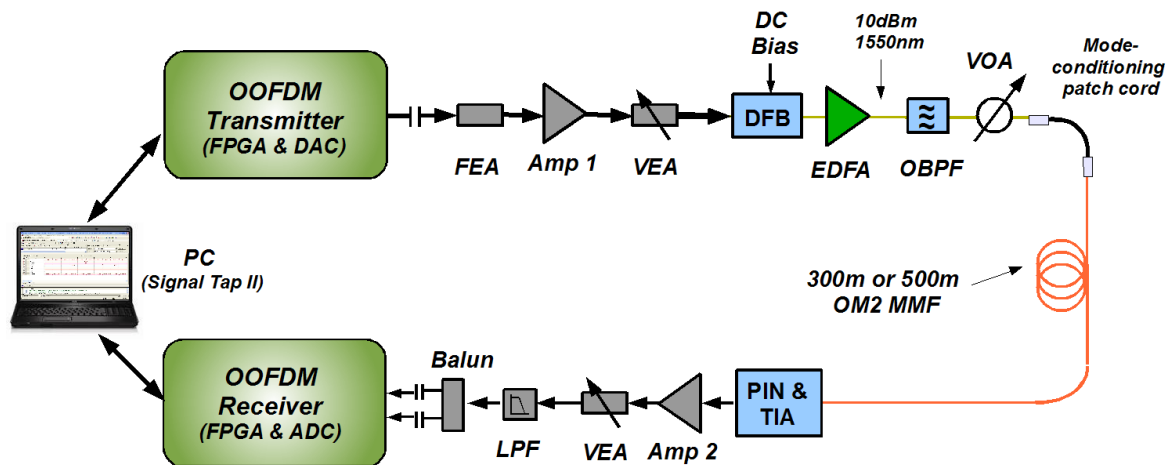 OOFDM
Transmitter
(FPGA & DAC)
FEA
Amp 1
VEA
DC
Bias
DFB
EDFA
10dBm
1550nm
OBPF
VOA
Mode-
conditioning
patch cord
PC
(Signal Tap II)
300m or 500m
OM2 MMF
OOFDM
Receiver
(FPGA & ADC)
Balun
LPF
VEA
Amp 2
PIN &
TIA